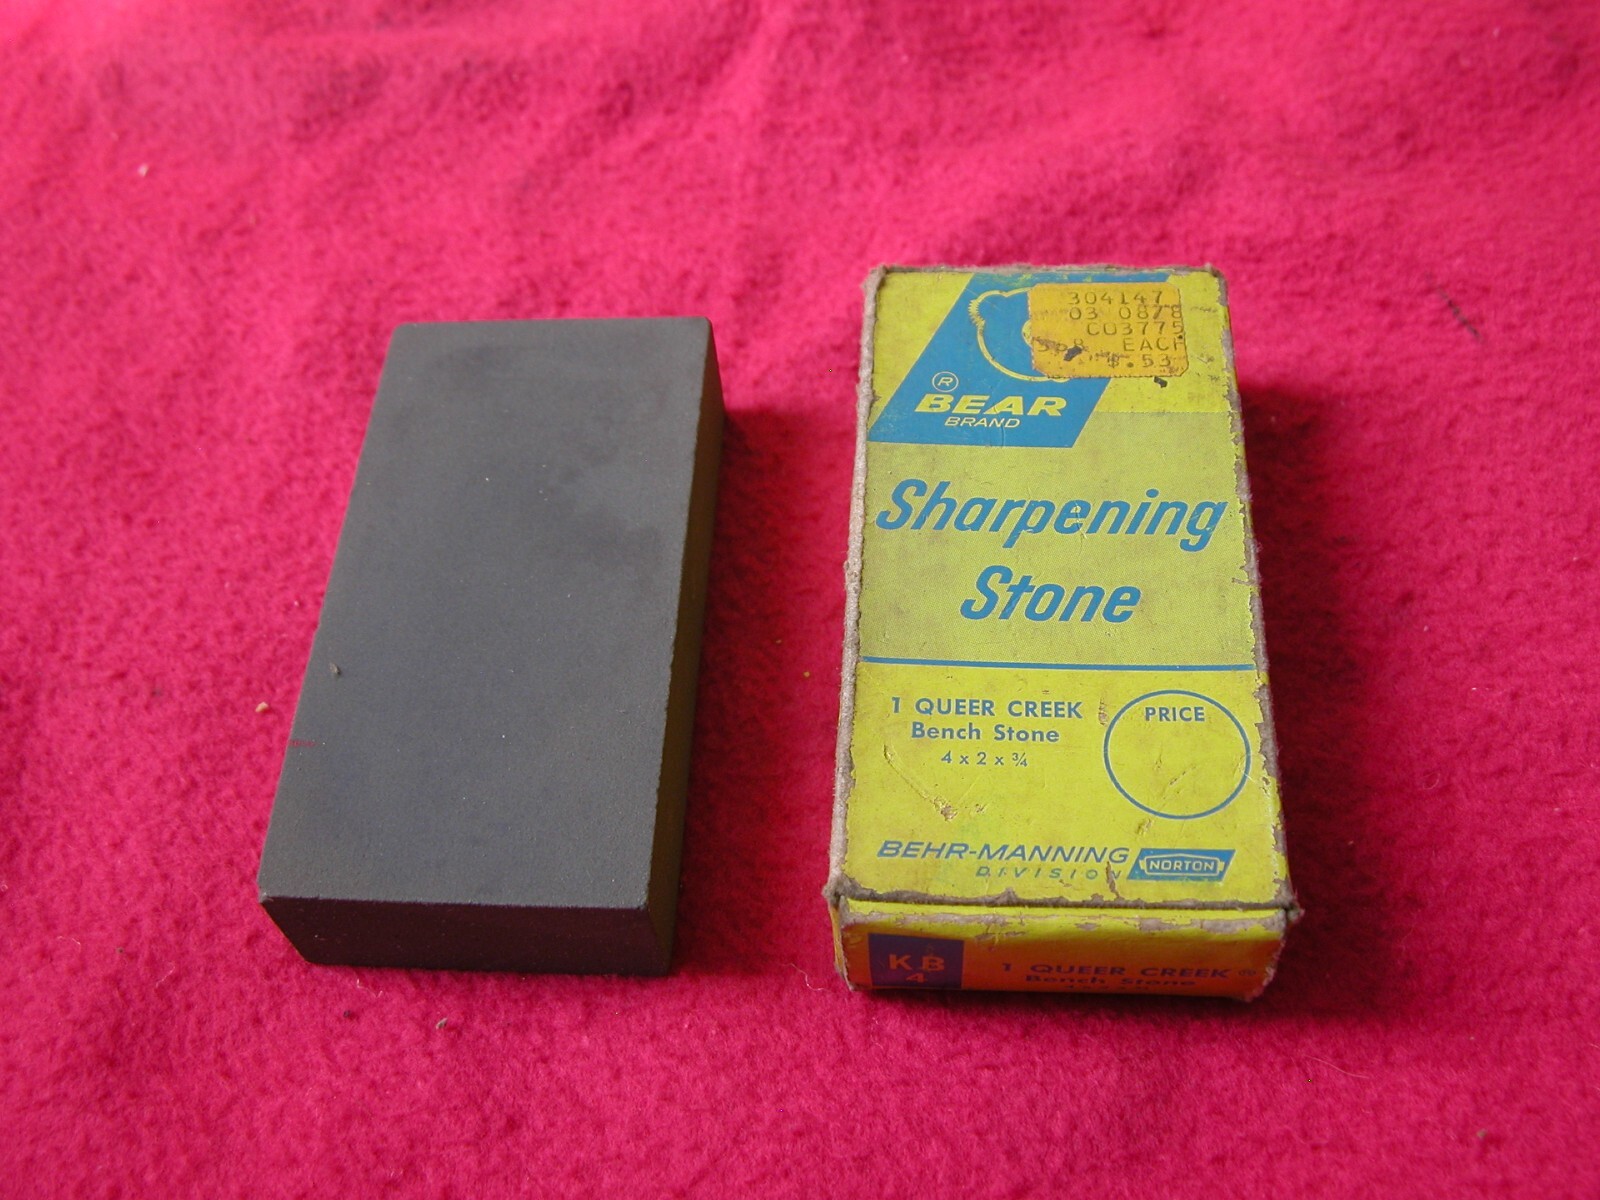 304147
03 0878
C03775
EACH
$.53
®
BEAR
BRAND
Sharpening
Stone
1 QUEER CREEK
Bench Stone
4 x 2 x ¾
PRICE
BEHR-MANNING
DIVISION
NORTON
KB
4
1 QUEER CREEK ®
Bench Stone